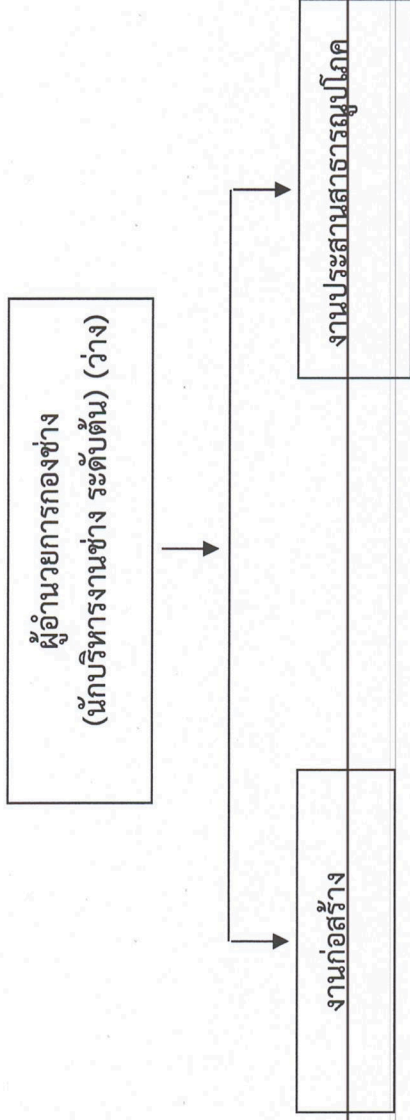 ผู้อำนวยการกองช่าง
(นักบริหารงานช่าง ระดับต้น) (ว่าง)
งานก่อสร้าง
งานประสานสาธารณูปโภค